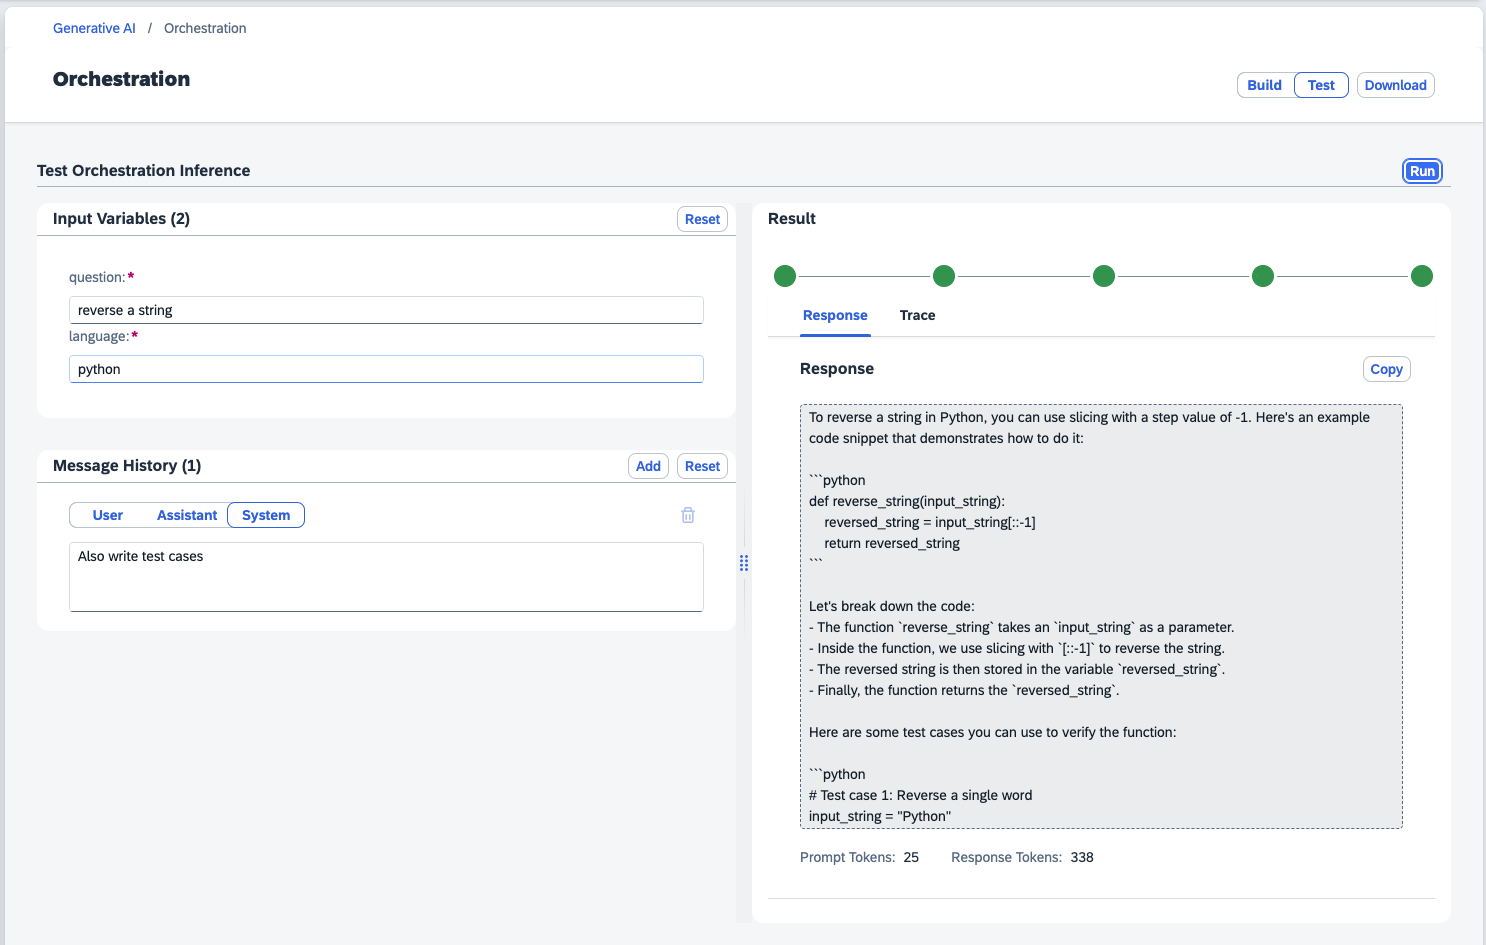 Generative AI / Orchestration
Orchestration
Build Test Download
Test Orchestration Inference
Run
Input Variables (2)
Reset
question:*
reverse a string
language:*
python
Message History (1)
Add Reset
User Assistant System
Also write test cases
Result
Response Trace
Response
Copy
To reverse a string in Python, you can use slicing with a step value of -1. Here's an example
code snippet that demonstrates how to do it:
```python
def reverse_string(input_string):
    reversed_string = input_string[::-1]
    return reversed_string
```
Let's break down the code:
- The function `reverse_string` takes an `input_string` as a parameter.
- Inside the function, we use slicing with `[::-1]` to reverse the string.
- The reversed string is then stored in the variable `reversed_string`.
- Finally, the function returns the `reversed_string`.
Here are some test cases you can use to verify the function:
```python
# Test case 1: Reverse a single word
input_string = "Python"
Prompt Tokens: 25 Response Tokens: 338